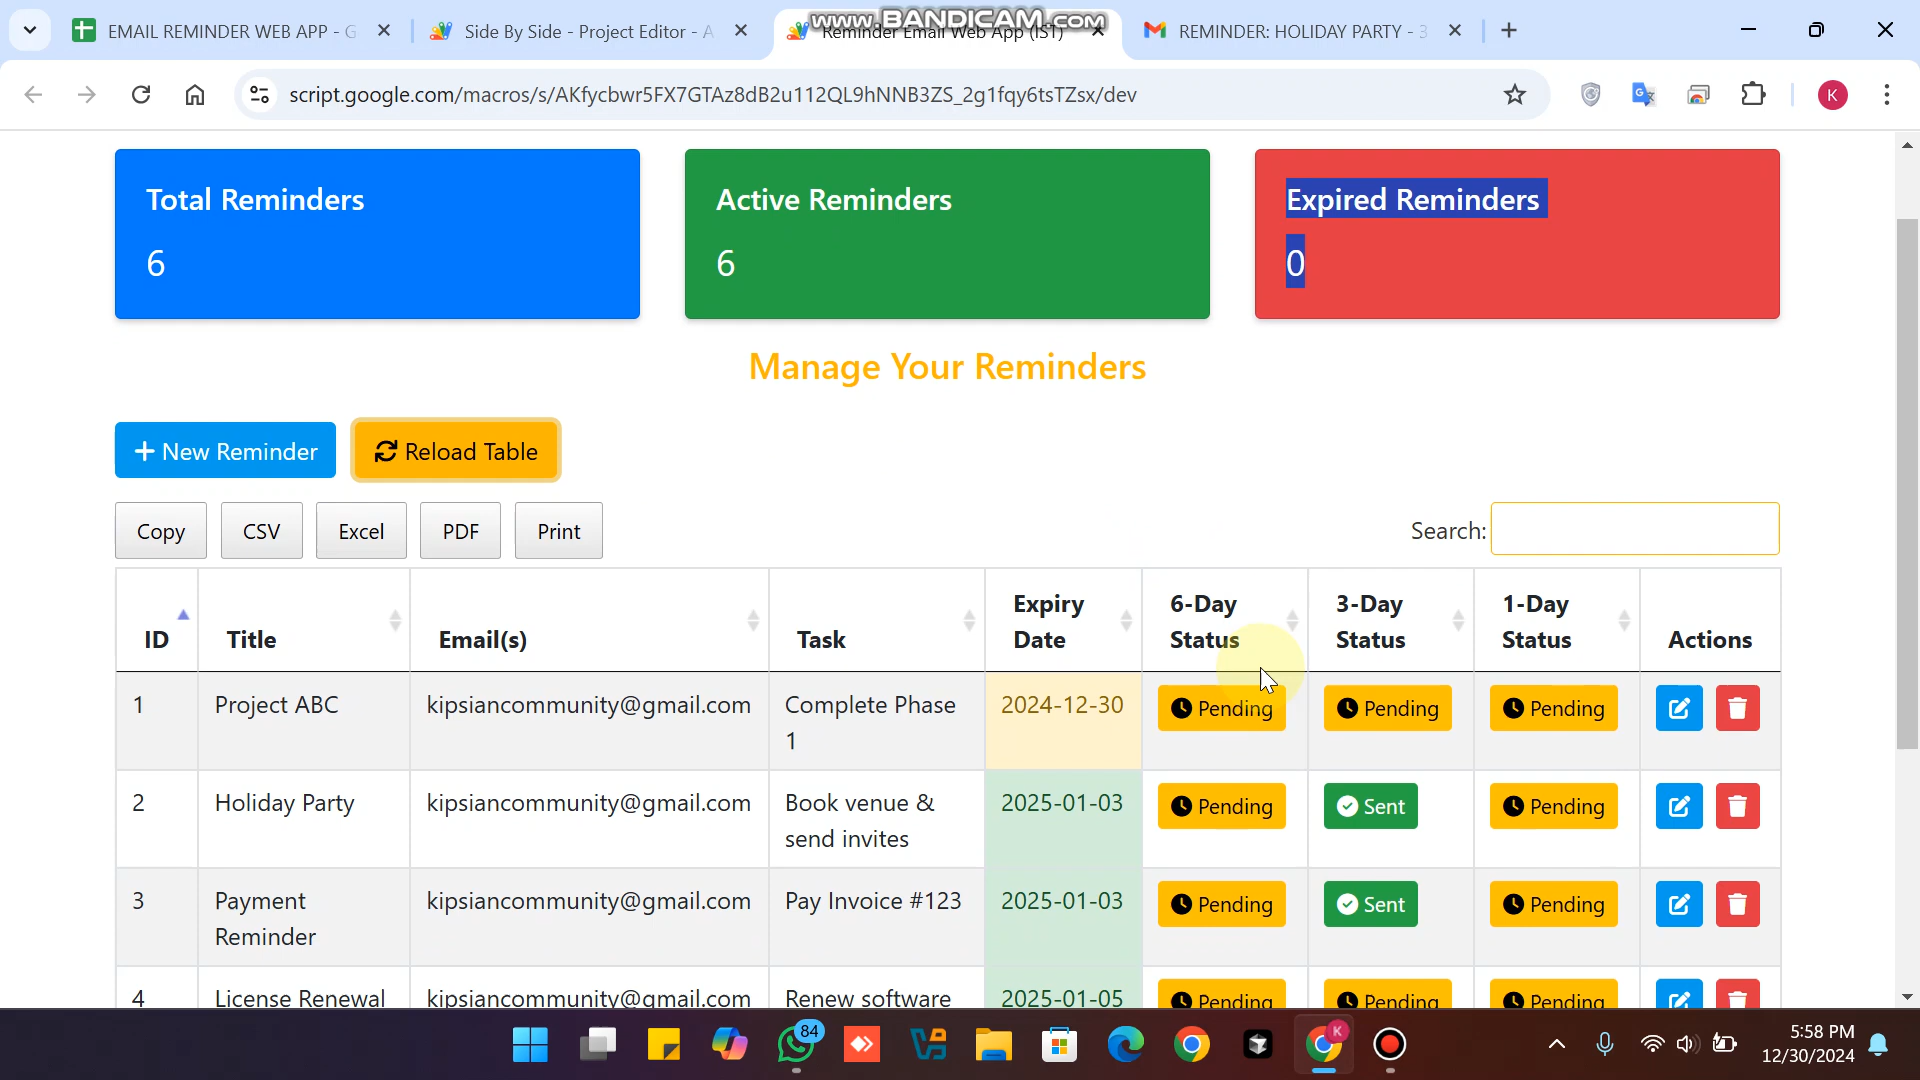 www.BANDICAM.com
EMAIL REMINDER WEB APP - G
Side By Side - Project Editor - A
Reminder Email Web App (IST)
REMINDER: HOLIDAY PARTY - 3
script.google.com/macros/s/AKfycbwr5FX7GTAz8dB2u112QL9hNNB3ZS_2g1fqy6tsTZsx/dev
K
Total Reminders
6
Active Reminders
6
Expired Reminders
0
Manage Your Reminders
New Reminder
Reload Table
Copy
CSV
Excel
PDF
Print
Search:
ID
Title
Email(s)
Task
Expiry
Date
6-Day
Status
3-Day
Status
1-Day
Status
Actions
1
Project ABC
kipsiancommunity@gmail.com
Complete Phase
1
2024-12-30
Pending
Pending
Pending
2
Holiday Party
kipsiancommunity@gmail.com
Book venue &
send invites
2025-01-03
Pending
Sent
Pending
3
Payment
Reminder
kipsiancommunity@gmail.com
Pay Invoice #123
2025-01-03
Pending
Sent
Pending
4
License Renewal
kipsiancommunity@gmail.com
Renew software
2025-01-05
Pending
Pending
Pending
84
K
5:58 PM
12/30/2024